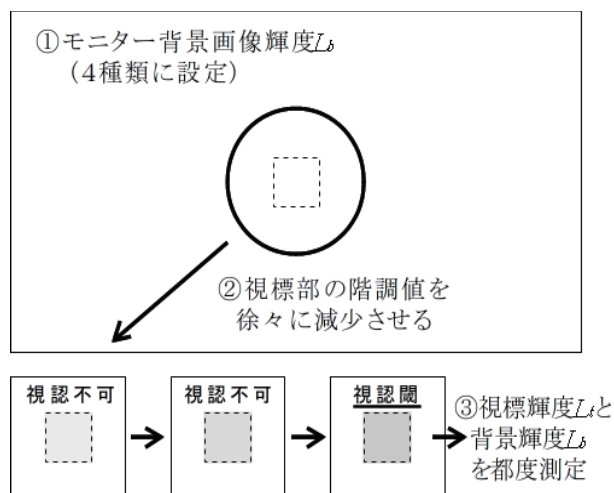 ①モニター背景画像輝度Lb
（4種類に設定）
②視標部の階調値を
徐々に減少させる
視認不可
視認不可
視認閾
③視標輝度Ltと
背景輝度Lb
を都度測定